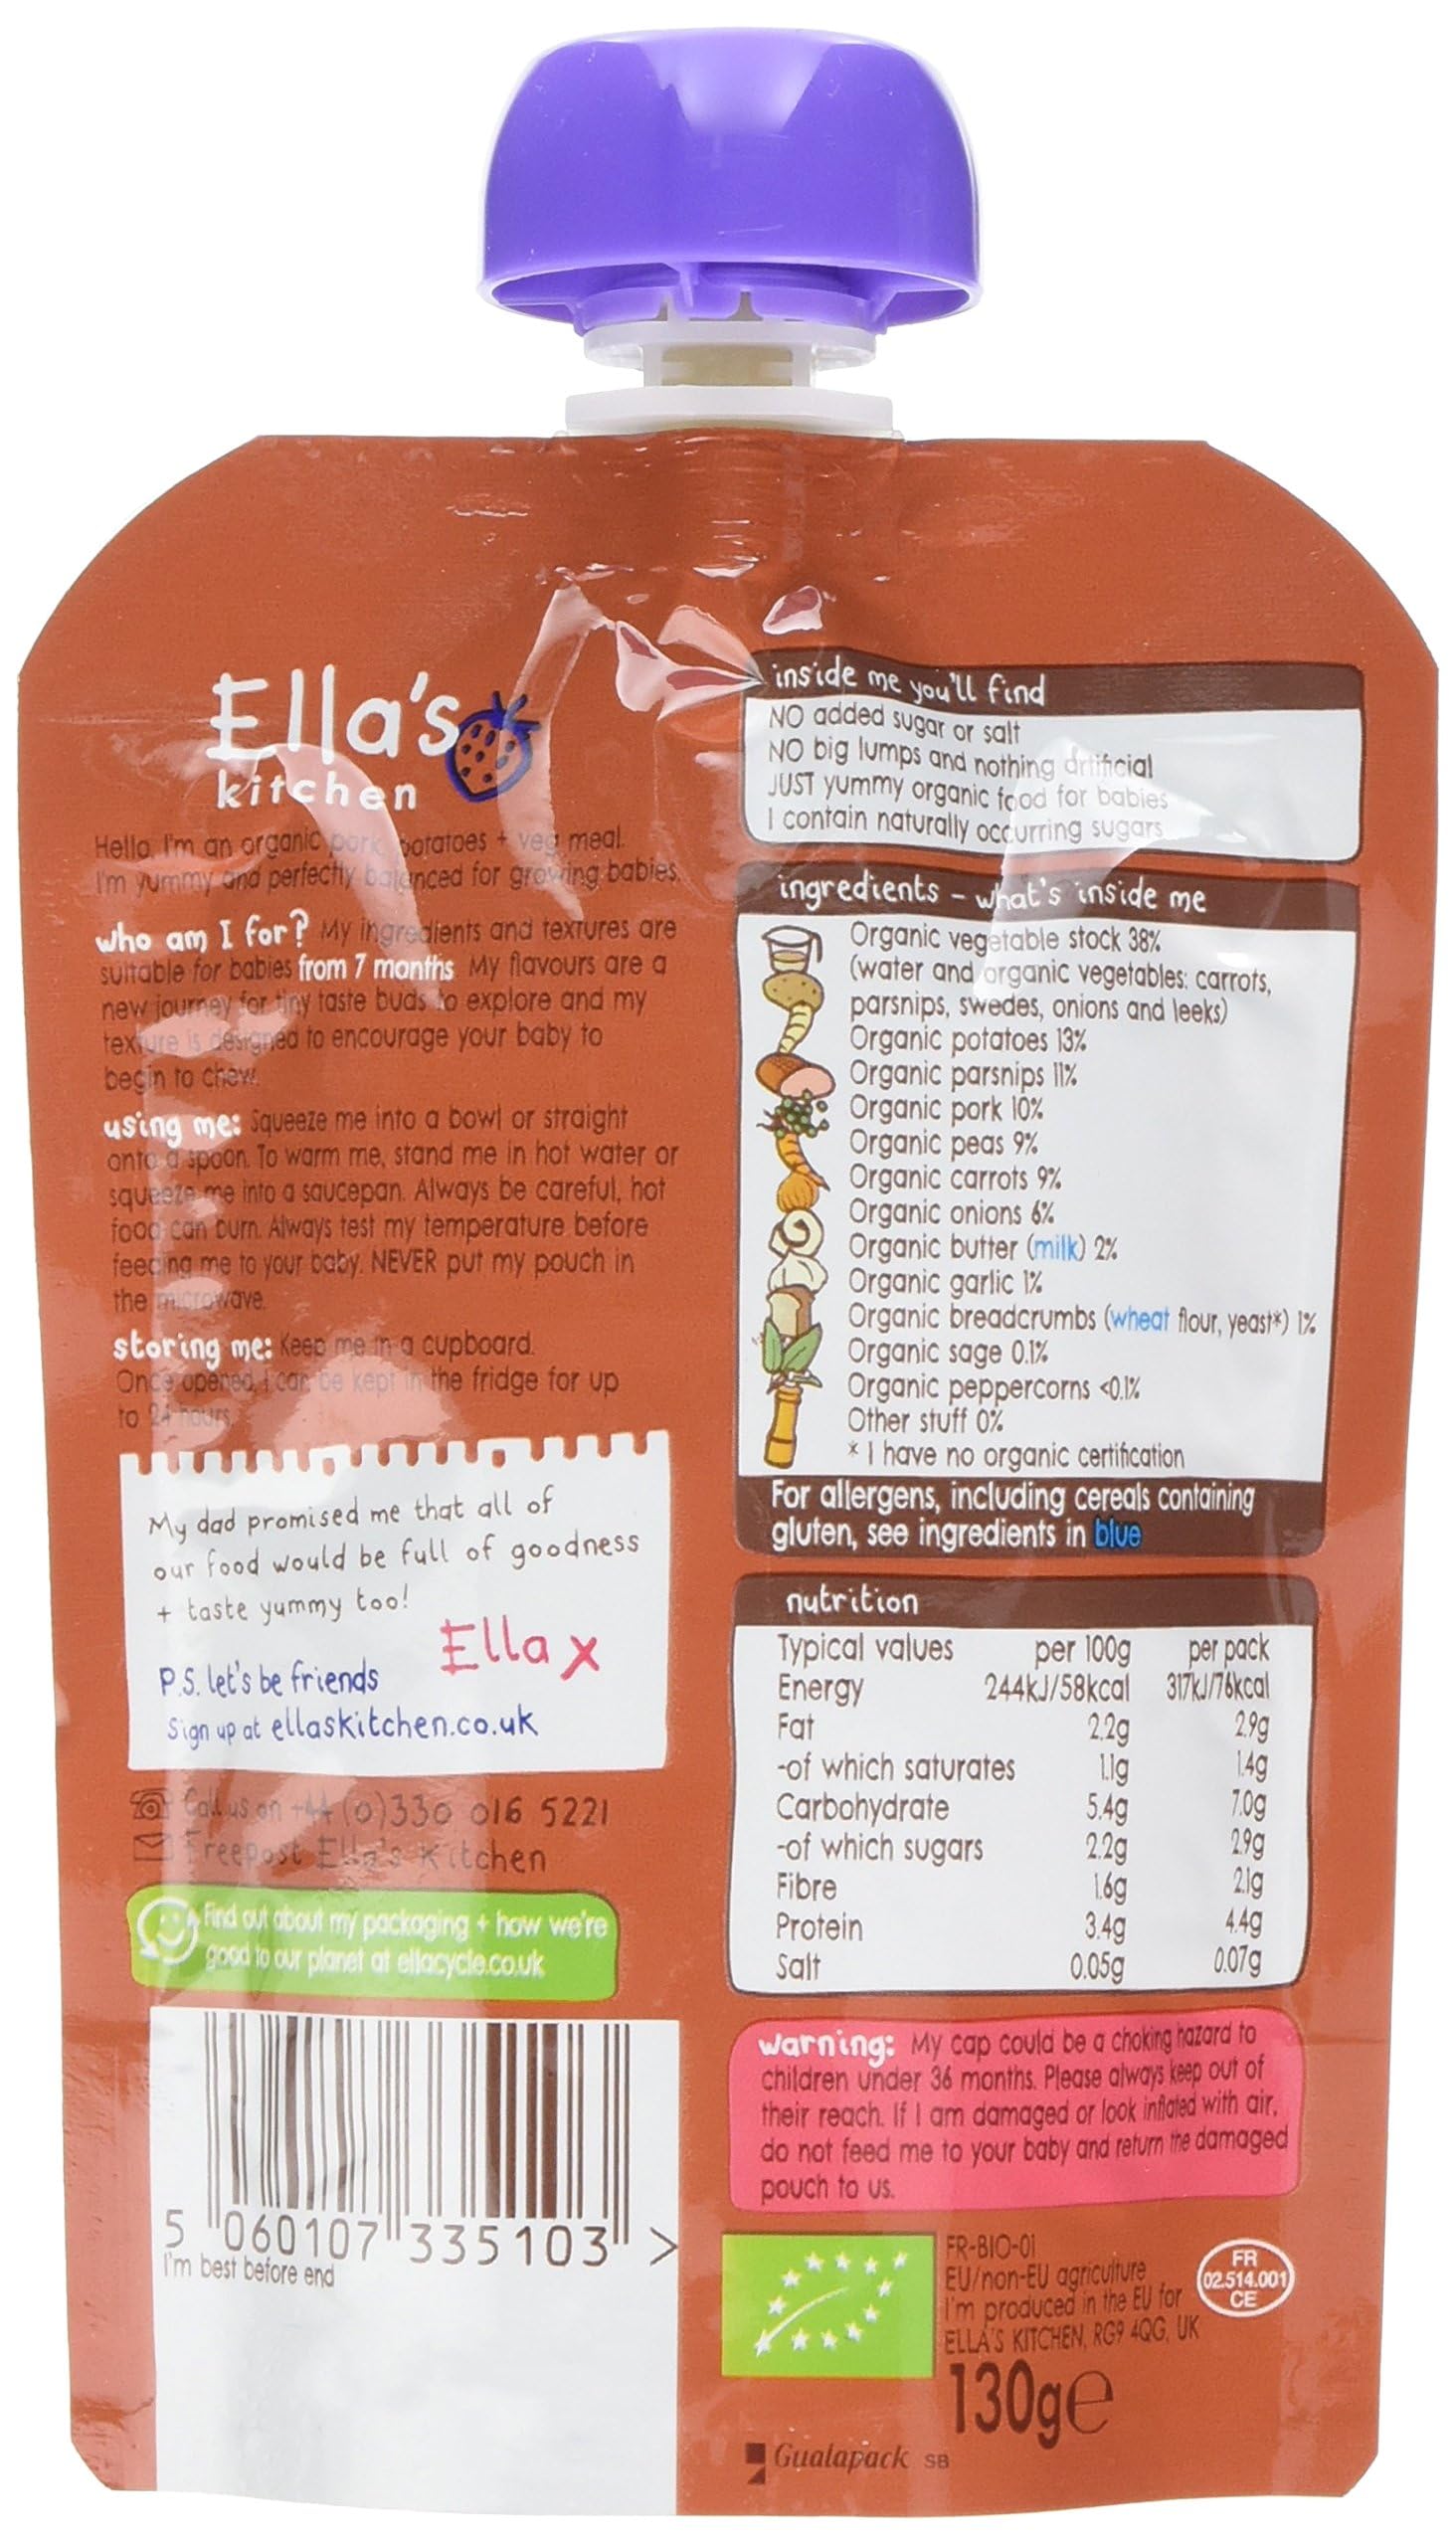 Ella's
kitchen
Hello, I'm an organic pork, potatoes + veg meal.
I'm yummy and perfectly balanced for growing babies.
who am I for? My ingredients and textures are
suitable for babies from 7 months. My flavours are a
new journey for tiny taste buds to explore and my
texture is designed to encourage your baby to
begin to chew.
using me: Squeeze me into a bowl or straight
onto a spoon. To warm me, stand me in hot water or
squeeze me into a saucepan. Always be careful, hot
food can burn. Always test my temperature before
feeding me to your baby. NEVER put my pouch in
the microwave.
storing me: Keep me in a cupboard.
Once opened, I can be kept in the fridge for up
to 24 hours.
My dad promised me that all of
our food would be full of goodness
+ taste yummy too!
Ella x
P.S. let's be friends
Sign up at ellaskitchen.co.uk
Call us on +44 (0)330 016 5221
Freepost Ella's Kitchen
Find out about my packaging + how we're
good to our planet at ellacycle.co.uk
5 060107 335103 >
I'm best before end
inside me you'll find
NO added sugar or salt
NO big lumps and nothing artificial
JUST yummy organic food for babies
I contain naturally occurring sugars
ingredients – what's inside me
Organic vegetable stock 38%
(water and organic vegetables: carrots,
parsnips, swedes, onions and leeks)
Organic potatoes 13%
Organic parsnips 11%
Organic pork 10%
Organic peas 9%
Organic carrots 9%
Organic onions 6%
Organic butter (milk) 2%
Organic garlic 1%
Organic breadcrumbs (wheat flour, yeast*) 1%
Organic sage 0.1%
Organic peppercorns <0.1%
Other stuff 0%
* I have no organic certification
For allergens, including cereals containing
gluten, see ingredients in blue
nutrition
Typical values per 100g per pack
Energy 244kJ/58kcal 317kJ/76kcal
Fat 2.2g 2.9g
-of which saturates 1.1g 1.4g
Carbohydrate 5.4g 7.0g
-of which sugars 2.2g 2.9g
Fibre 1.6g 2.1g
Protein 3.4g 4.4g
Salt 0.05g 0.07g
warning: My cap could be a choking hazard to
children under 36 months. Please always keep out of
their reach. If I am damaged or look inflated with air,
do not feed me to your baby and return the damaged
pouch to us.
FR-BIO-01
EU/non-EU agriculture
I'm produced in the EU for
ELLA'S KITCHEN, RG9 4QG, UK
FR
02.514.001
CE
130g℮
Gualapack SB